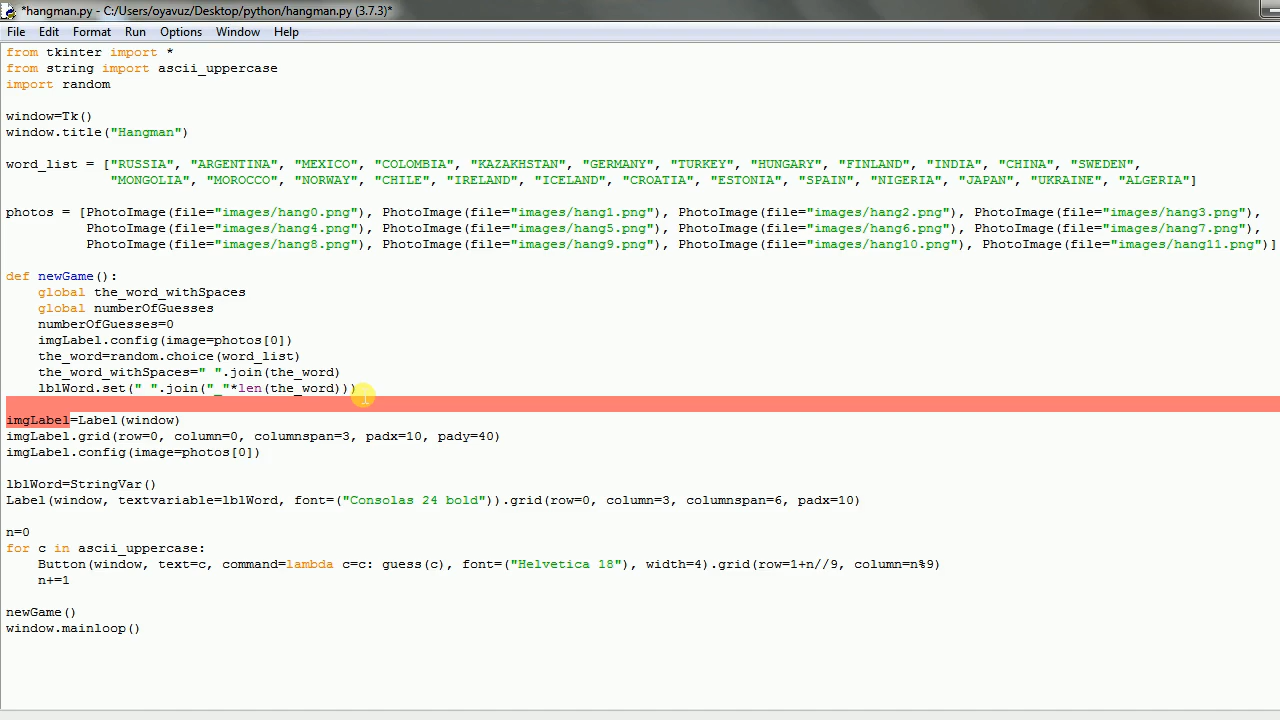 *hangman.py - C:/Users/oyavuz/Desktop/python/hangman.py (3.7.3)*
File Edit Format Run Options Window Help
from tkinter import *
from string import ascii_uppercase
import random
window=Tk()
window.title("Hangman")
word_list = ["RUSSIA", "ARGENTINA", "MEXICO", "COLOMBIA", "KAZAKHSTAN", "GERMANY", "TURKEY", "HUNGARY", "FINLAND", "INDIA", "CHINA", "SWEDEN",
"MONGOLIA", "MOROCCO", "NORWAY", "CHILE", "IRELAND", "ICELAND", "CROATIA", "ESTONIA", "SPAIN", "NIGERIA", "JAPAN", "UKRAINE", "ALGERIA"]
photos = [PhotoImage(file="images/hang0.png"), PhotoImage(file="images/hang1.png"), PhotoImage(file="images/hang2.png"), PhotoImage(file="images/hang3.png"),
PhotoImage(file="images/hang4.png"), PhotoImage(file="images/hang5.png"), PhotoImage(file="images/hang6.png"), PhotoImage(file="images/hang7.png"),
PhotoImage(file="images/hang8.png"), PhotoImage(file="images/hang9.png"), PhotoImage(file="images/hang10.png"), PhotoImage(file="images/hang11.png")]
def newGame():
global the_word_withSpaces
global numberOfGuesses
numberOfGuesses=0
imgLabel.config(image=photos[0])
the_word=random.choice(word_list)
the_word_withSpaces=" ".join(the_word)
lblWord.set(" ".join("_"*len(the_word)))
imgLabel=Label(window)
imgLabel.grid(row=0, column=0, columnspan=3, padx=10, pady=40)
imgLabel.config(image=photos[0])
lblWord=StringVar()
Label(window, textvariable=lblWord, font=("Consolas 24 bold")).grid(row=0, column=3, columnspan=6, padx=10)
n=0
for c in ascii_uppercase:
Button(window, text=c, command=lambda c=c: guess(c), font=("Helvetica 18"), width=4).grid(row=1+n//9, column=n%9)
n+=1
newGame()
window.mainloop()